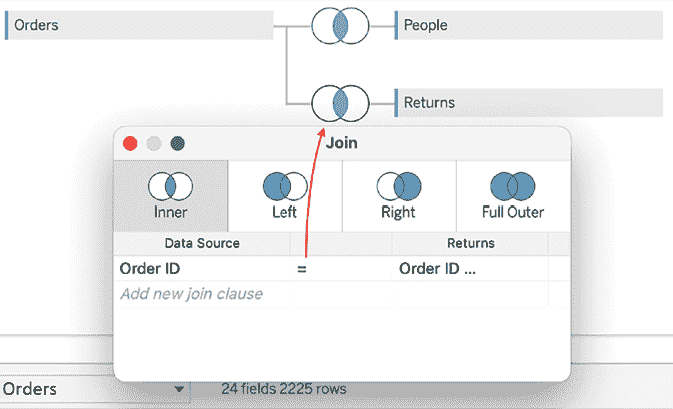 Orders
People
Returns
Join
Inner Left Right Full Outer
Data Source Returns
Order ID = Order ID ...
Add new join clause
Orders 24 fields 2225 rows